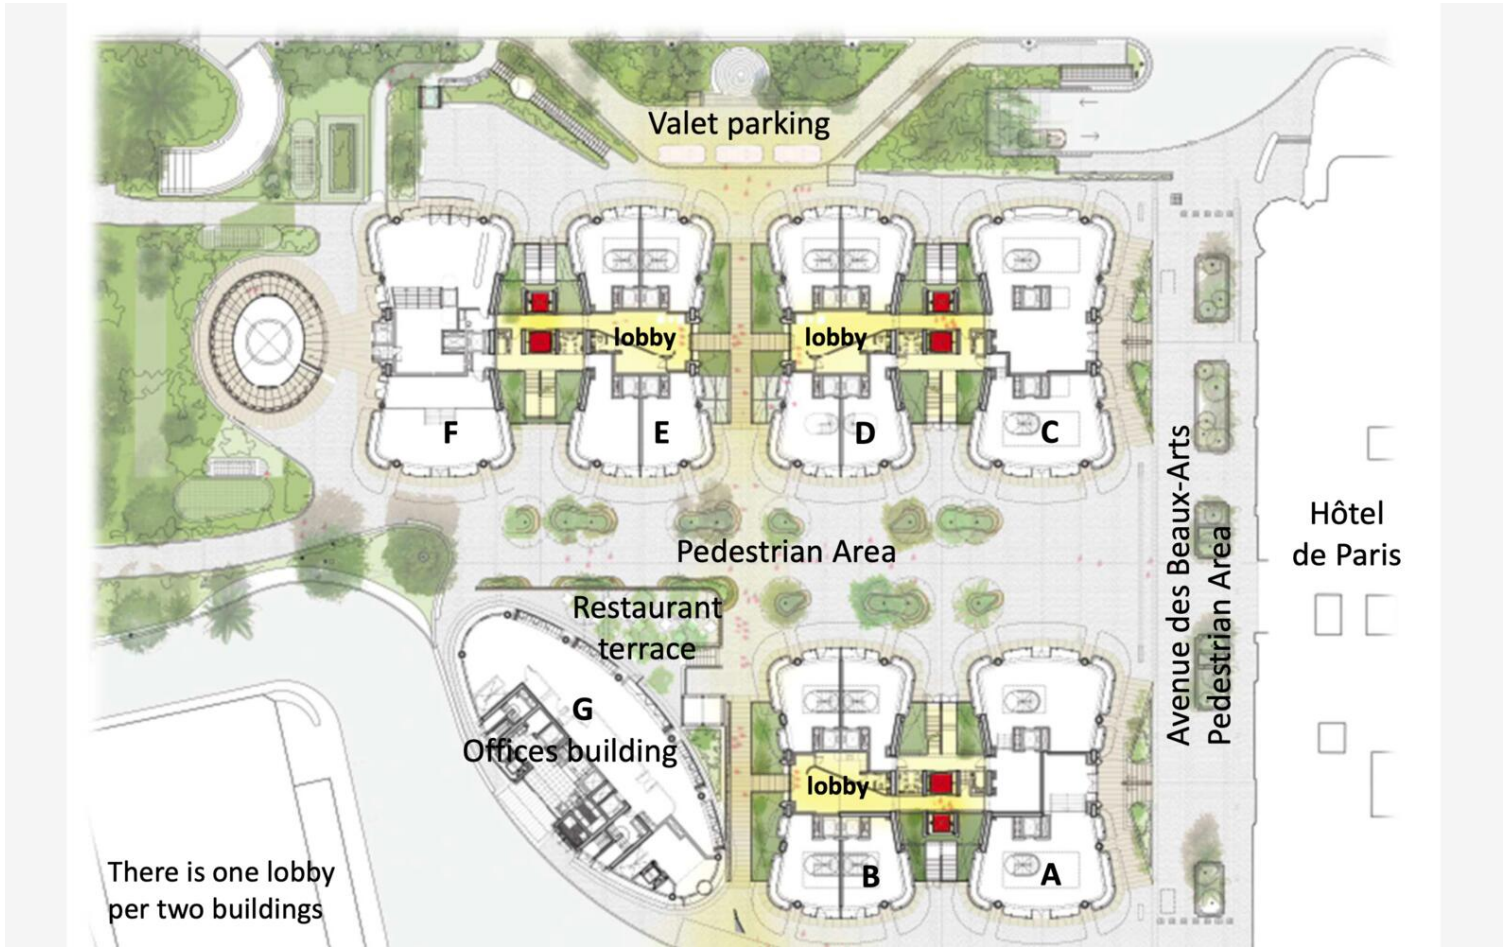 Valet parking
lobby
lobby
F
E
D
C
Avenue des Beaux-Arts
Pedestrian Area
Hôtel
de Paris
Pedestrian Area
Restaurant
terrace
G
Offices building
lobby
B
A
There is one lobby
per two buildings